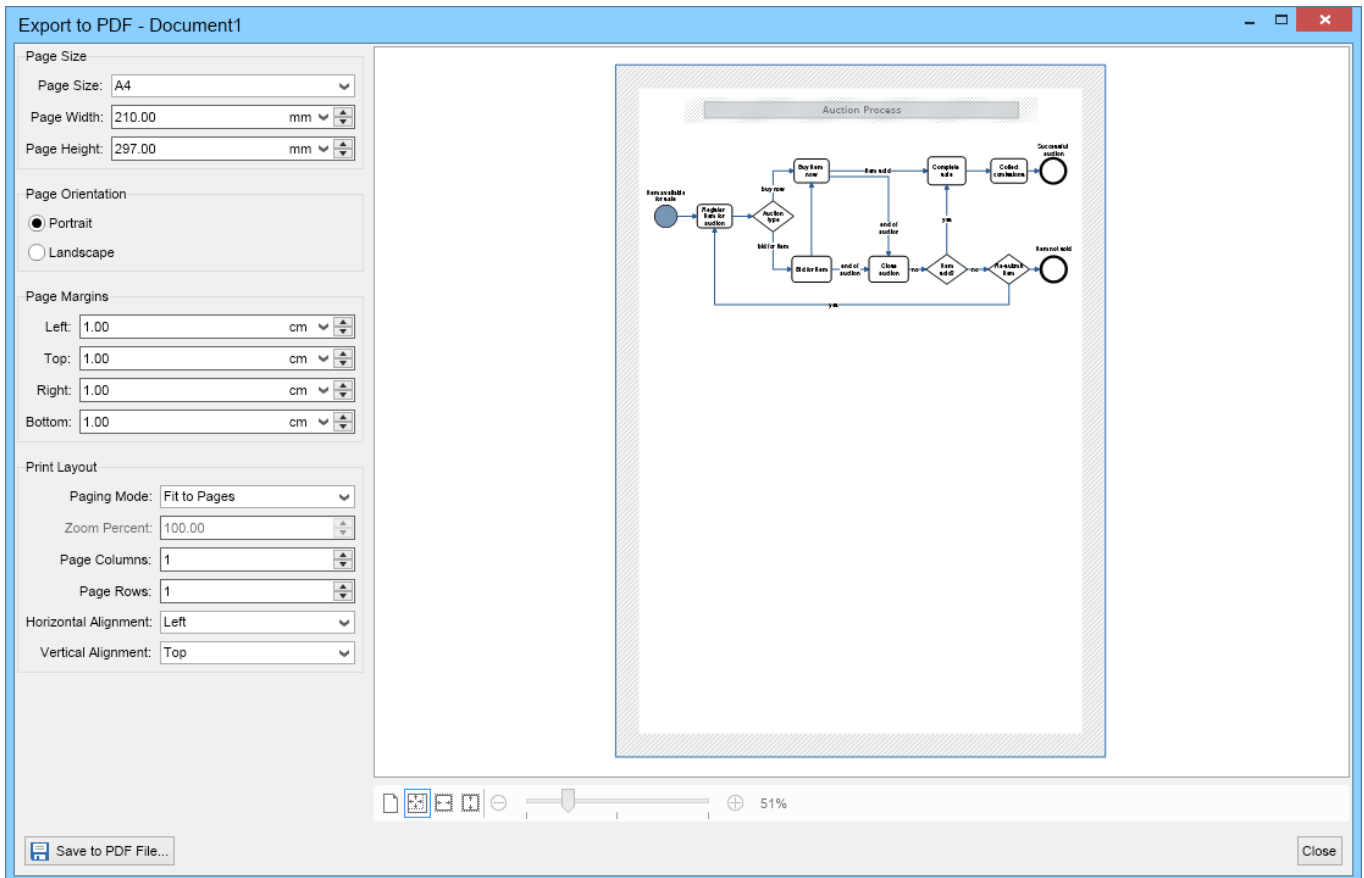 Export to PDF - Document1
Page Size
Page Size: A4
Page Width: 210.00 mm
Page Height: 297.00 mm
Page Orientation
Portrait
Landscape
Page Margins
Left: 1.00 cm
Top: 1.00 cm
Right: 1.00 cm
Bottom: 1.00 cm
Print Layout
Paging Mode: Fit to Pages
Zoom Percent: 100.00
Page Columns: 1
Page Rows: 1
Horizontal Alignment: Left
Vertical Alignment: Top
Save to PDF File...
Auction Process
Successful
auction
Buy Item
now
Item sold
Complete
sale
Collect
Item available
for sale
buy now
Register
Item for
auction
Auction
type
yes
end of
auction
bid for Item
Item not sold
Bid for Item
end of
auction
Close
auction
no
Item
sold?
no
Re-submit
Item
yes
51%
Close